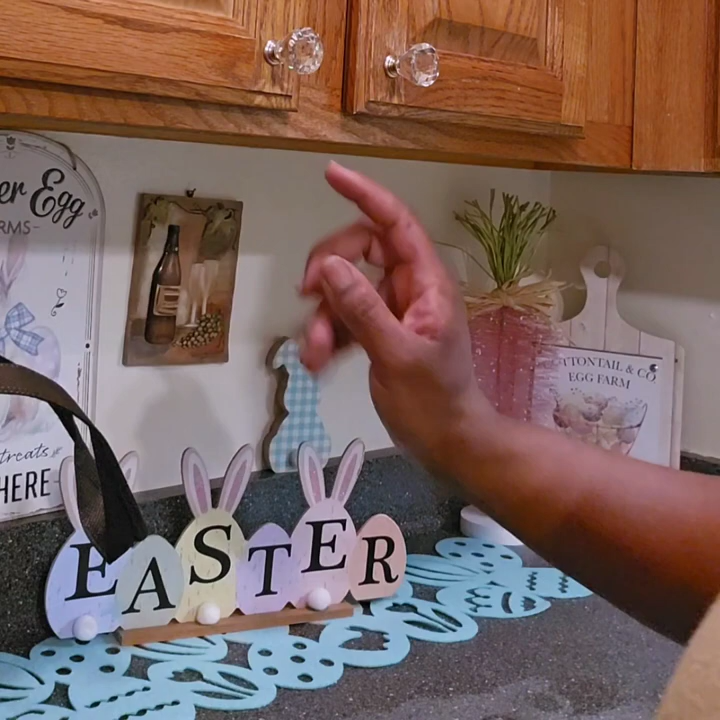 er Egg
RMS-
treats
HERE
EASTER
TTONTAIL & CO
EGG FARM